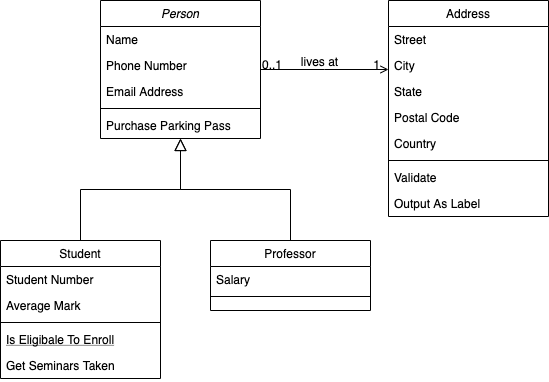 Person
Name
Phone Number
Email Address
Purchase Parking Pass
0..1 lives at 1
Address
Street
City
State
Postal Code
Country
Validate
Output As Label
Student
Student Number
Average Mark
Is Eligibale To Enroll
Get Seminars Taken
Professor
Salary